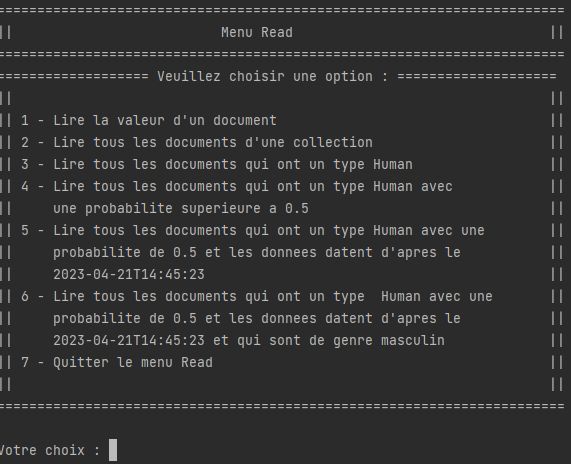 ======================================================================
||                          Menu Read                                ||
======================================================================
=================== Veuillez choisir une option : ====================
||                                                                   ||
|| 1 - Lire la valeur d'un document                                  ||
|| 2 - Lire tous les documents d'une collection                      ||
|| 3 - Lire tous les documents qui ont un type Human                 ||
|| 4 - Lire tous les documents qui ont un type Human avec            ||
||     une probabilite superieure a 0.5                              ||
|| 5 - Lire tous les documents qui ont un type Human avec une        ||
||     probabilite de 0.5 et les donnees datent d'apres le           ||
||     2023-04-21T14:45:23                                           ||
|| 6 - Lire tous les documents qui ont un type  Human avec une       ||
||     probabilite de 0.5 et les donnees datent d'apres le           ||
||     2023-04-21T14:45:23 et qui sont de genre masculin             ||
|| 7 - Quitter le menu Read                                          ||
||                                                                   ||
======================================================================
Votre choix :